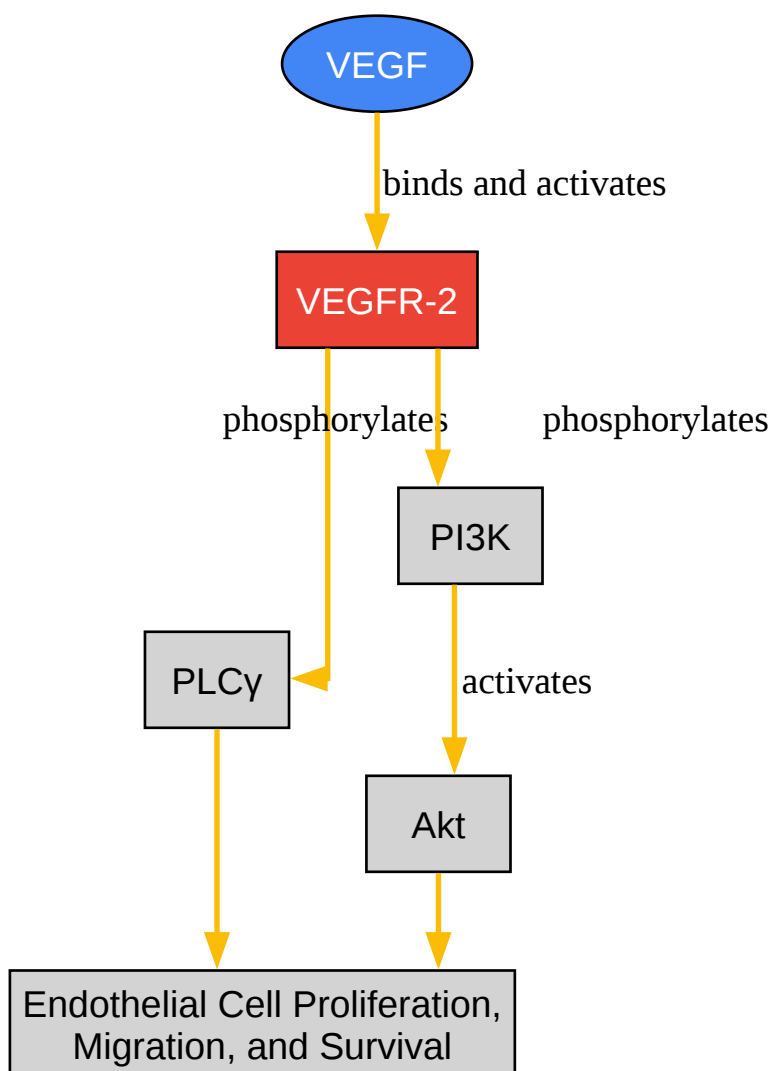 VEGF
binds and activates
VEGFR-2
phosphorylates
phosphorylates
PI3K
PLCγ
activates
Akt
Endothelial Cell Proliferation,
Migration, and Survival